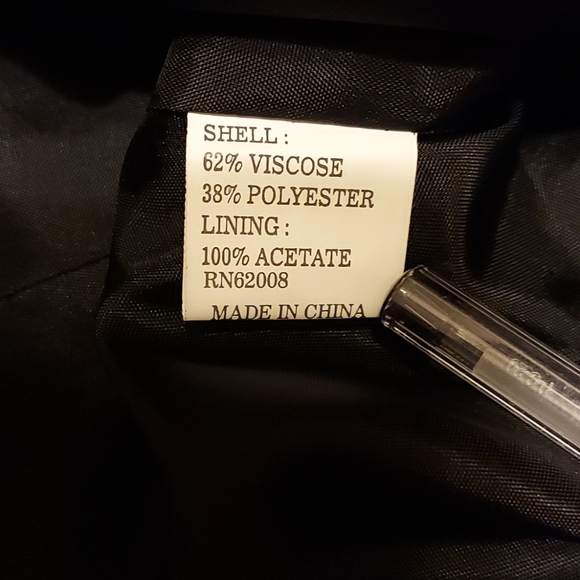 SHELL :
62% VISCOSE
38% POLYESTER
LINING :
100% ACETATE
RN62008
MADE IN CHINA